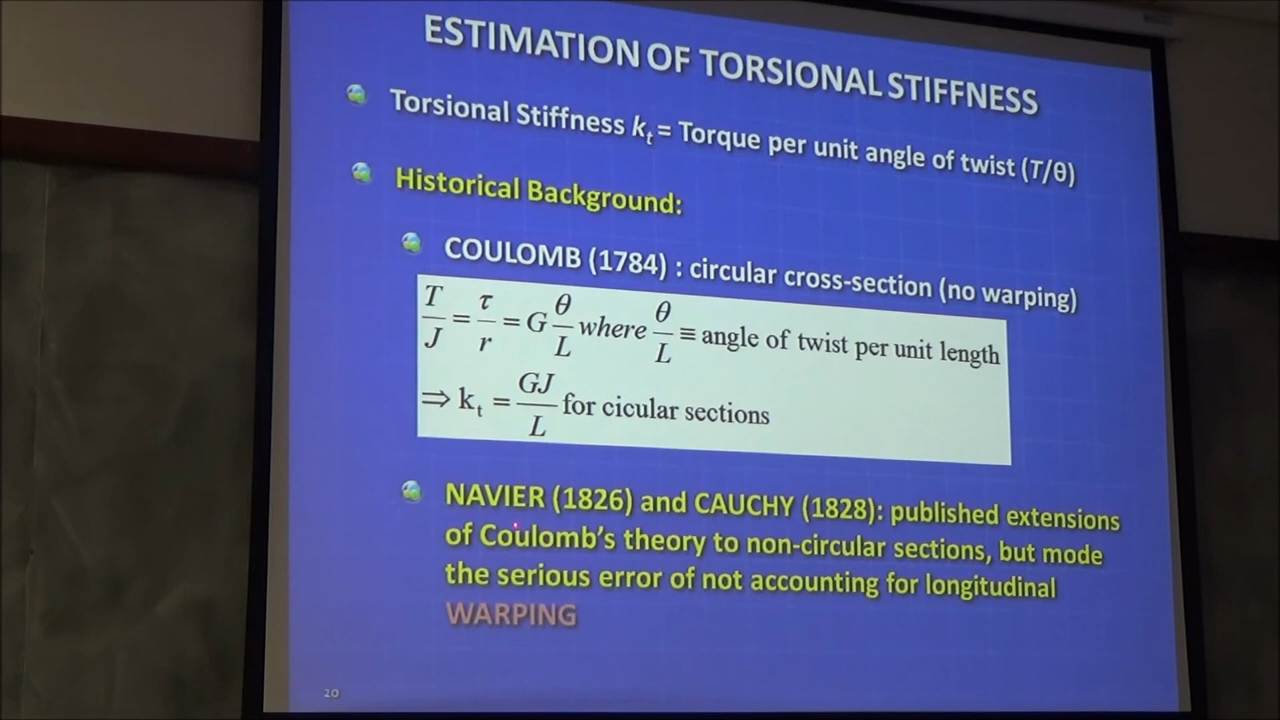 ESTIMATION OF TORSIONAL STIFFNESS
Torsional Stiffness kₜ = Torque per unit angle of twist (T/θ)
Historical Background:
COULOMB (1784) : circular cross-section (no warping)
T/J = τ/r = G θ/L where θ/L ≡ angle of twist per unit length
⇒ kₜ = GJ/L for cicular sections
NAVIER (1826) and CAUCHY (1828): published extensions
of Coulomb's theory to non-circular sections, but mode
the serious error of not accounting for longitudinal
WARPING
20